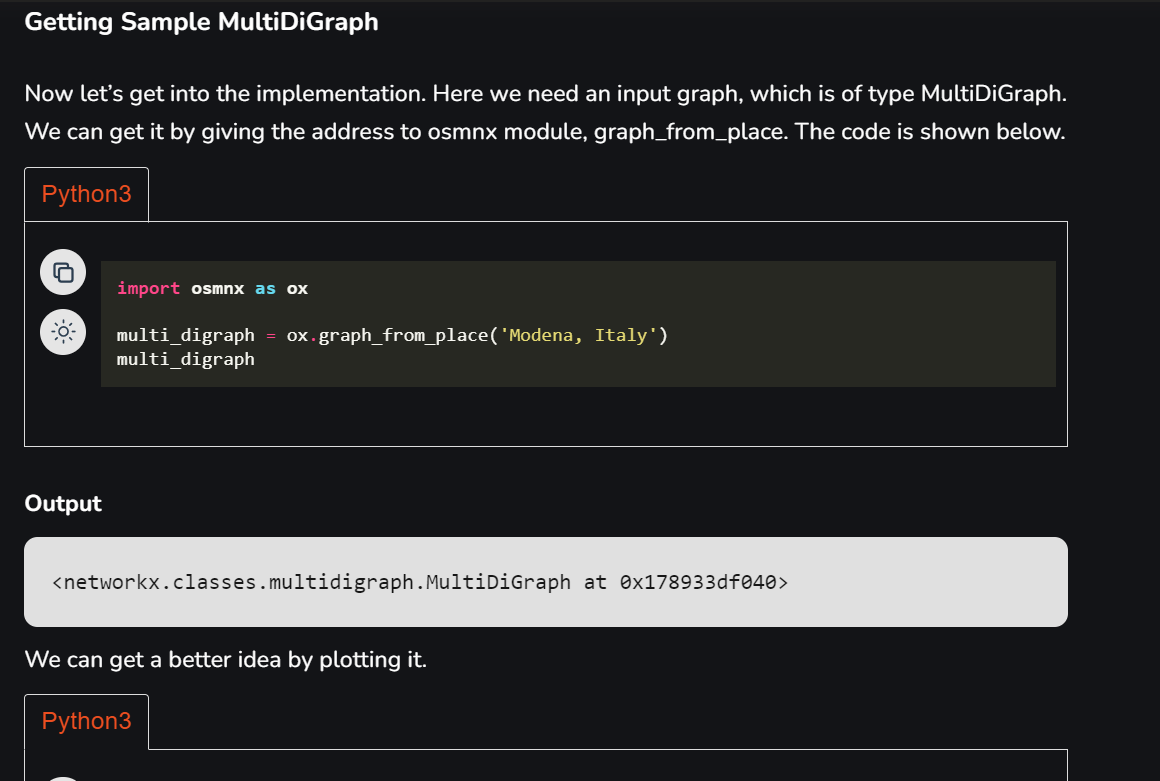 Getting Sample MultiDiGraph
Now let’s get into the implementation. Here we need an input graph, which is of type MultiDiGraph.
We can get it by giving the address to osmnx module, graph_from_place. The code is shown below.
Python3
import osmnx as ox
multi_digraph = ox.graph_from_place('Modena, Italy')
multi_digraph
Output
<networkx.classes.multidigraph.MultiDiGraph at 0x178933df040>
We can get a better idea by plotting it.
Python3